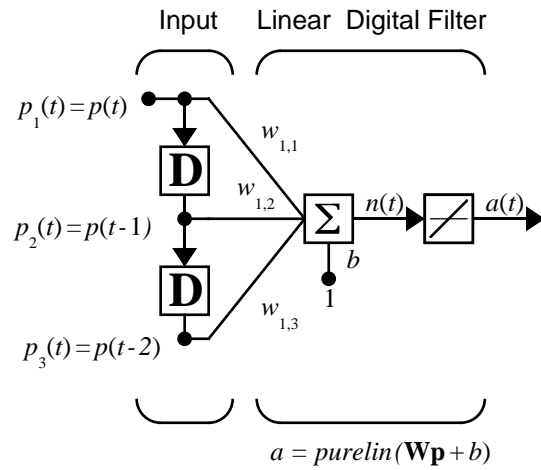 Input Linear Digital Filter
p₁(t) = p(t)
w₁,₁
D
w₁,₂
n(t) a(t)
Σ
p₂(t) = p(t-1)
b
D
1
w₁,₃
p₃(t) = p(t-2)
a = purelin(Wp + b)